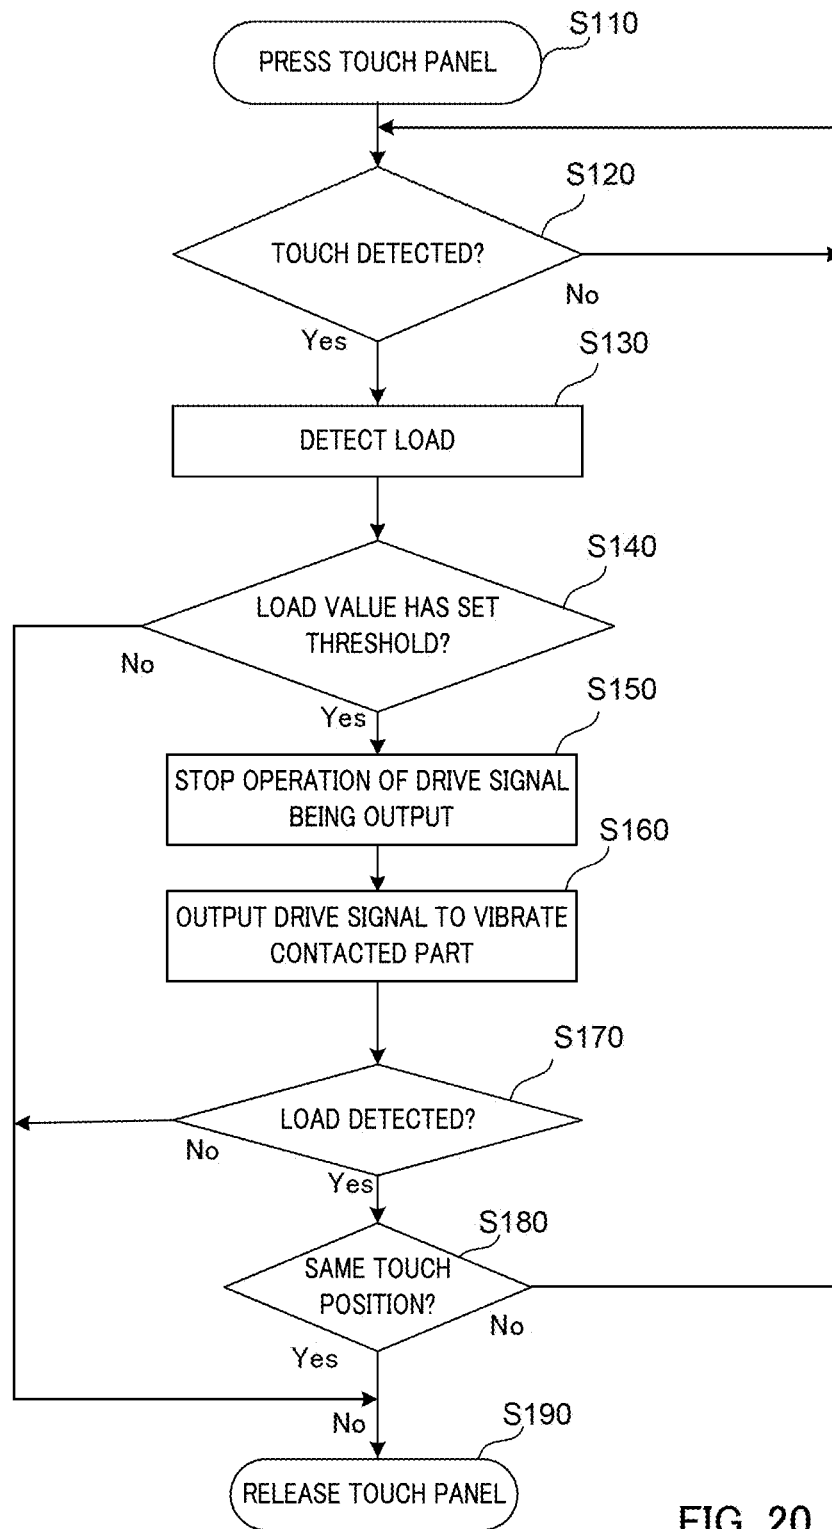 S110
PRESS TOUCH PANEL
S120
TOUCH DETECTED?
No
Yes
S130
DETECT LOAD
S140
LOAD VALUE HAS SET
THRESHOLD?
No
Yes
S150
STOP OPERATION OF DRIVE SIGNAL
BEING OUTPUT
S160
OUTPUT DRIVE SIGNAL TO VIBRATE
CONTACTED PART
S170
LOAD DETECTED?
No
Yes
S180
SAME TOUCH
POSITION?
No
Yes
No
S190
RELEASE TOUCH PANEL
FIG. 20